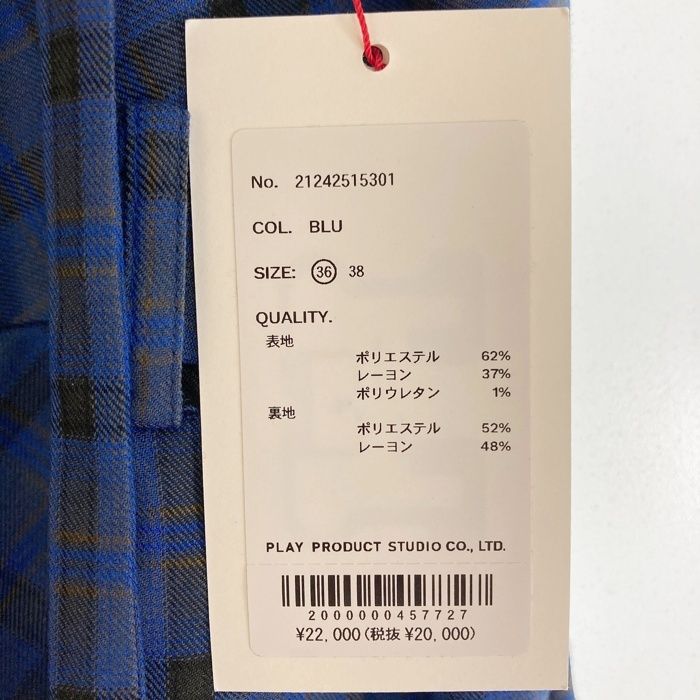 No. 21242515301
COL. BLU
SIZE: 36 38
QUALITY.
表地
ポリエステル 62%
レーヨン 37%
ポリウレタン 1%
裏地
ポリエステル 52%
レーヨン 48%
PLAY PRODUCT STUDIO CO., LTD.
2000000457727
¥22,000(税抜 ¥20,000)